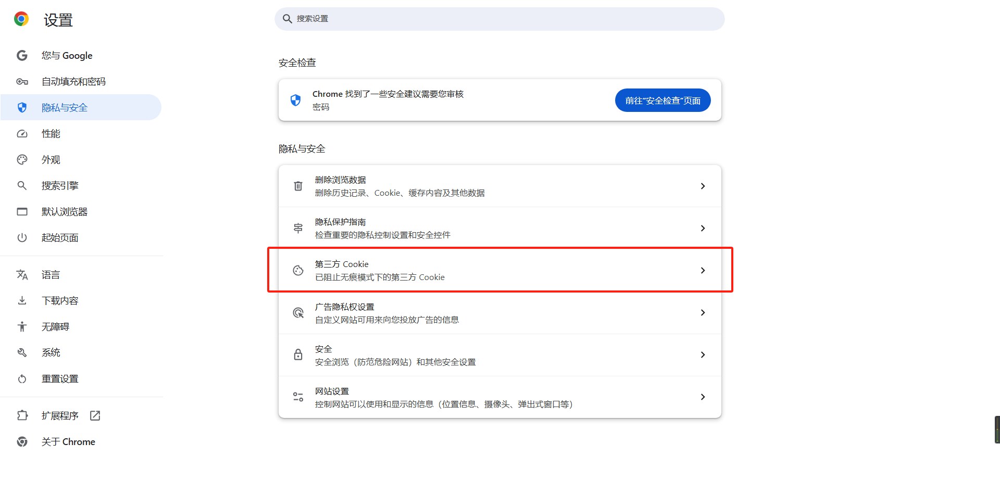 设置
搜索设置
您与 Google
自动填充和密码
隐私与安全
性能
外观
搜索引擎
默认浏览器
起始页面
语言
下载内容
无障碍
系统
重置设置
扩展程序
关于 Chrome
安全检查
Chrome 找到了一些安全建议需要您审核
密码
前往“安全检查”页面
隐私与安全
删除浏览数据
删除历史记录、Cookie、缓存内容及其他数据
隐私保护指南
检查重要的隐私控制设置和安全控件
第三方 Cookie
已阻止无痕模式下的第三方 Cookie
广告隐私权设置
自定义网站可用来向您投放广告的信息
安全
安全浏览（防范危险网站）和其他安全设置
网站设置
控制网站可以使用和显示的信息（位置信息、摄像头、弹出式窗口等）